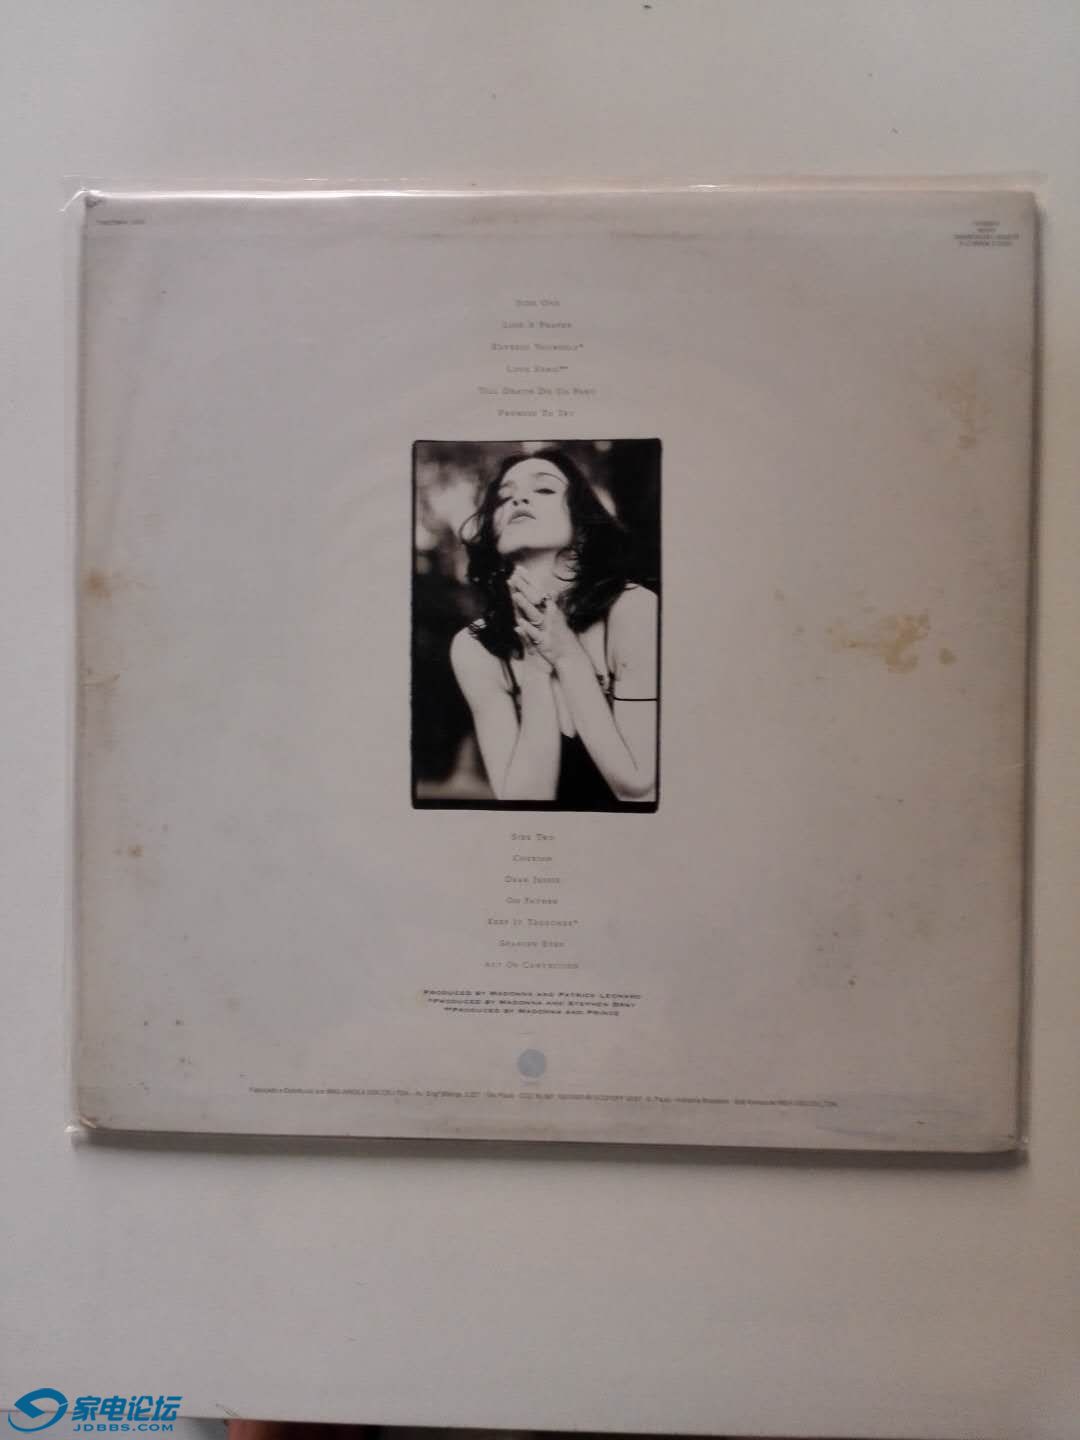 Side One
Like A Prayer
Express Yourself*
Love Song**
Till Death Do Us Part
Promise To Try
Side Two
Cherish
Dear Jessie
Oh Father
Keep It Together*
Spanish Eyes
Act Of Contrition
Produced by Madonna and Patrick Leonard
*Produced by Madonna and Stephen Bray
**Produced by Madonna and Prince
家电论坛
JDBBS.COM